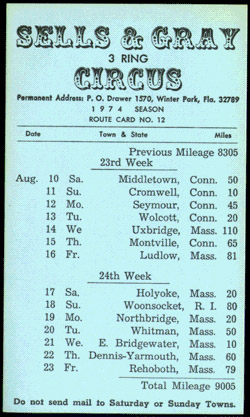 SELLS & GRAY
3 RING
CIRCUS
Permanent Address: P. O. Drawer 1570, Winter Park, Fla. 32789
1974 SEASON
ROUTE CARD NO. 12
Date Town & State Miles
Previous Mileage 8305
23rd Week
Aug. 10 Sa. Middletown, Conn. 50
11 Su. Cromwell, Conn. 10
12 Mo. Seymour, Conn. 45
13 Tu. Wolcott, Conn. 20
14 We Uxbridge, Mass. 110
15 Th. Montville, Conn. 65
16 Fr. Ludlow, Mass. 81
24th Week
17 Sa. Holyoke, Mass. 20
18 Su. Woonsocket, R. I. 80
19 Mo. Northbridge, Mass. 20
20 Tu. Whitman, Mass. 50
21 We. E. Bridgewater, Mass. 10
22 Th. Dennis-Yarmouth, Mass. 60
23 Fr. Rehoboth, Mass. 79
Total Mileage 9005
Do not send mail to Saturday or Sunday Towns.